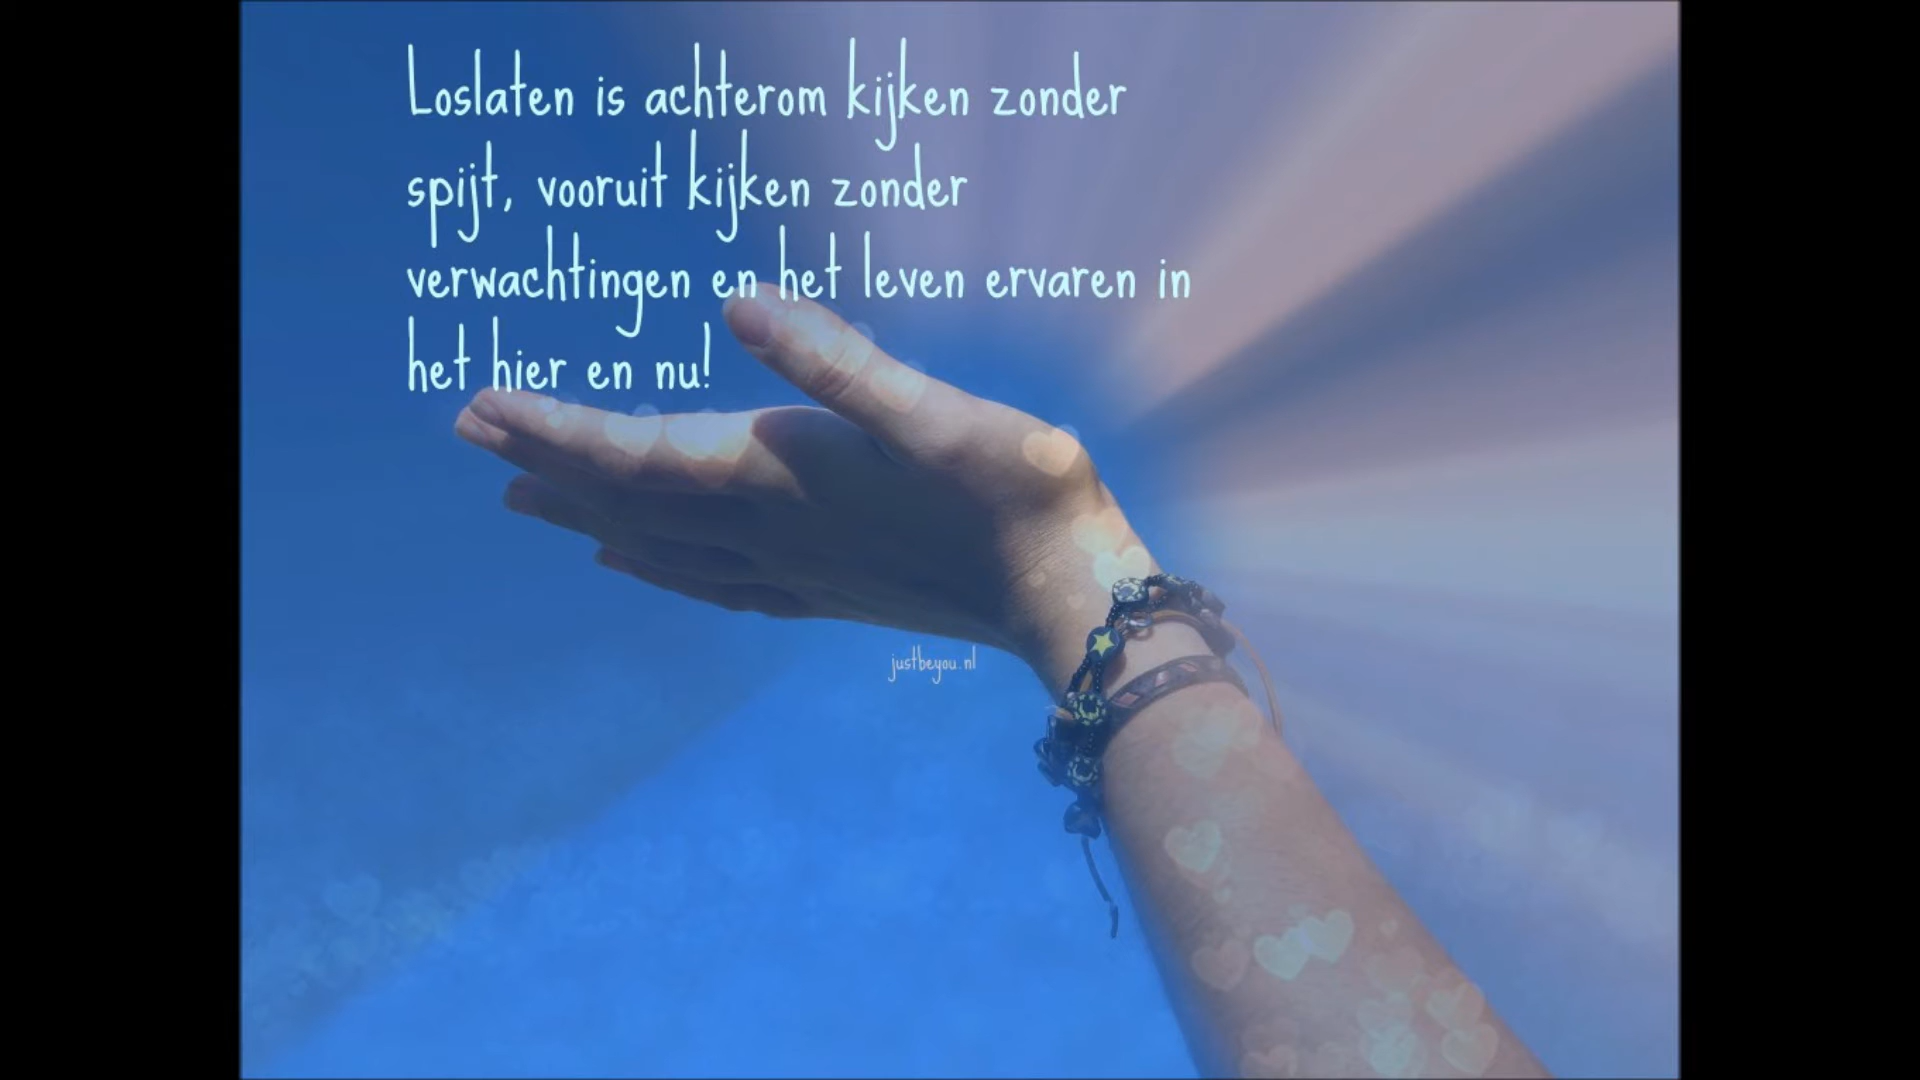 Loslaten is achterom kijken zonder
spijt, vooruit kijken zonder
verwachtingen en het leven ervaren in
het hier en nu!
justbeyou.nl